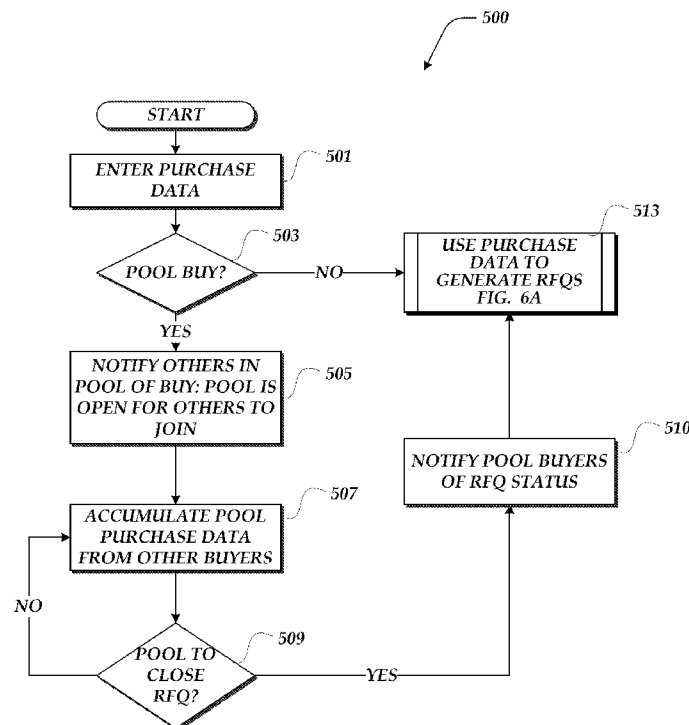 500
START
501
ENTER PURCHASE
DATA
503
POOL BUY?
NO
513
USE PURCHASE
DATA TO
GENERATE RFQS
FIG. 6A
YES
NOTIFY OTHERS IN
POOL OF BUY: POOL IS
OPEN FOR OTHERS TO
JOIN
505
510
NOTIFY POOL BUYERS
OF RFQ STATUS
507
ACCUMULATE POOL
PURCHASE DATA
FROM OTHER BUYERS
NO
509
POOL TO
CLOSE
RFQ?
YES